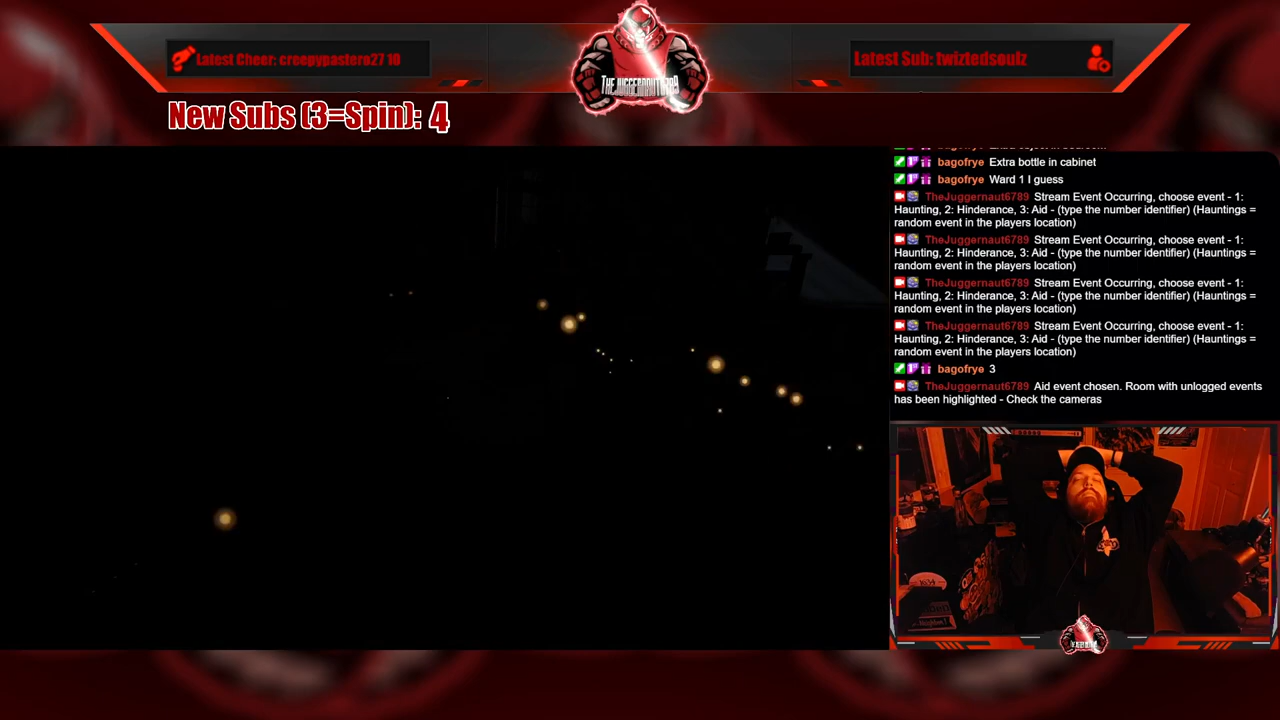 Latest Cheer: creepypastero27 10
THEJUGGERNAUT6789
Latest Sub: twiztedsoulz
New Subs (3=Spin): 4
bagofrye Extra bottle in cabinet
bagofrye Ward 1 I guess
TheJuggernaut6789 Stream Event Occurring, choose event - 1:
Haunting, 2: Hinderance, 3: Aid - (type the number identifier) (Hauntings =
random event in the players location)
TheJuggernaut6789 Stream Event Occurring, choose event - 1:
Haunting, 2: Hinderance, 3: Aid - (type the number identifier) (Hauntings =
random event in the players location)
TheJuggernaut6789 Stream Event Occurring, choose event - 1:
Haunting, 2: Hinderance, 3: Aid - (type the number identifier) (Hauntings =
random event in the players location)
TheJuggernaut6789 Stream Event Occurring, choose event - 1:
Haunting, 2: Hinderance, 3: Aid - (type the number identifier) (Hauntings =
random event in the players location)
bagofrye 3
TheJuggernaut6789 Aid event chosen. Room with unlogged events
has been highlighted - Check the cameras